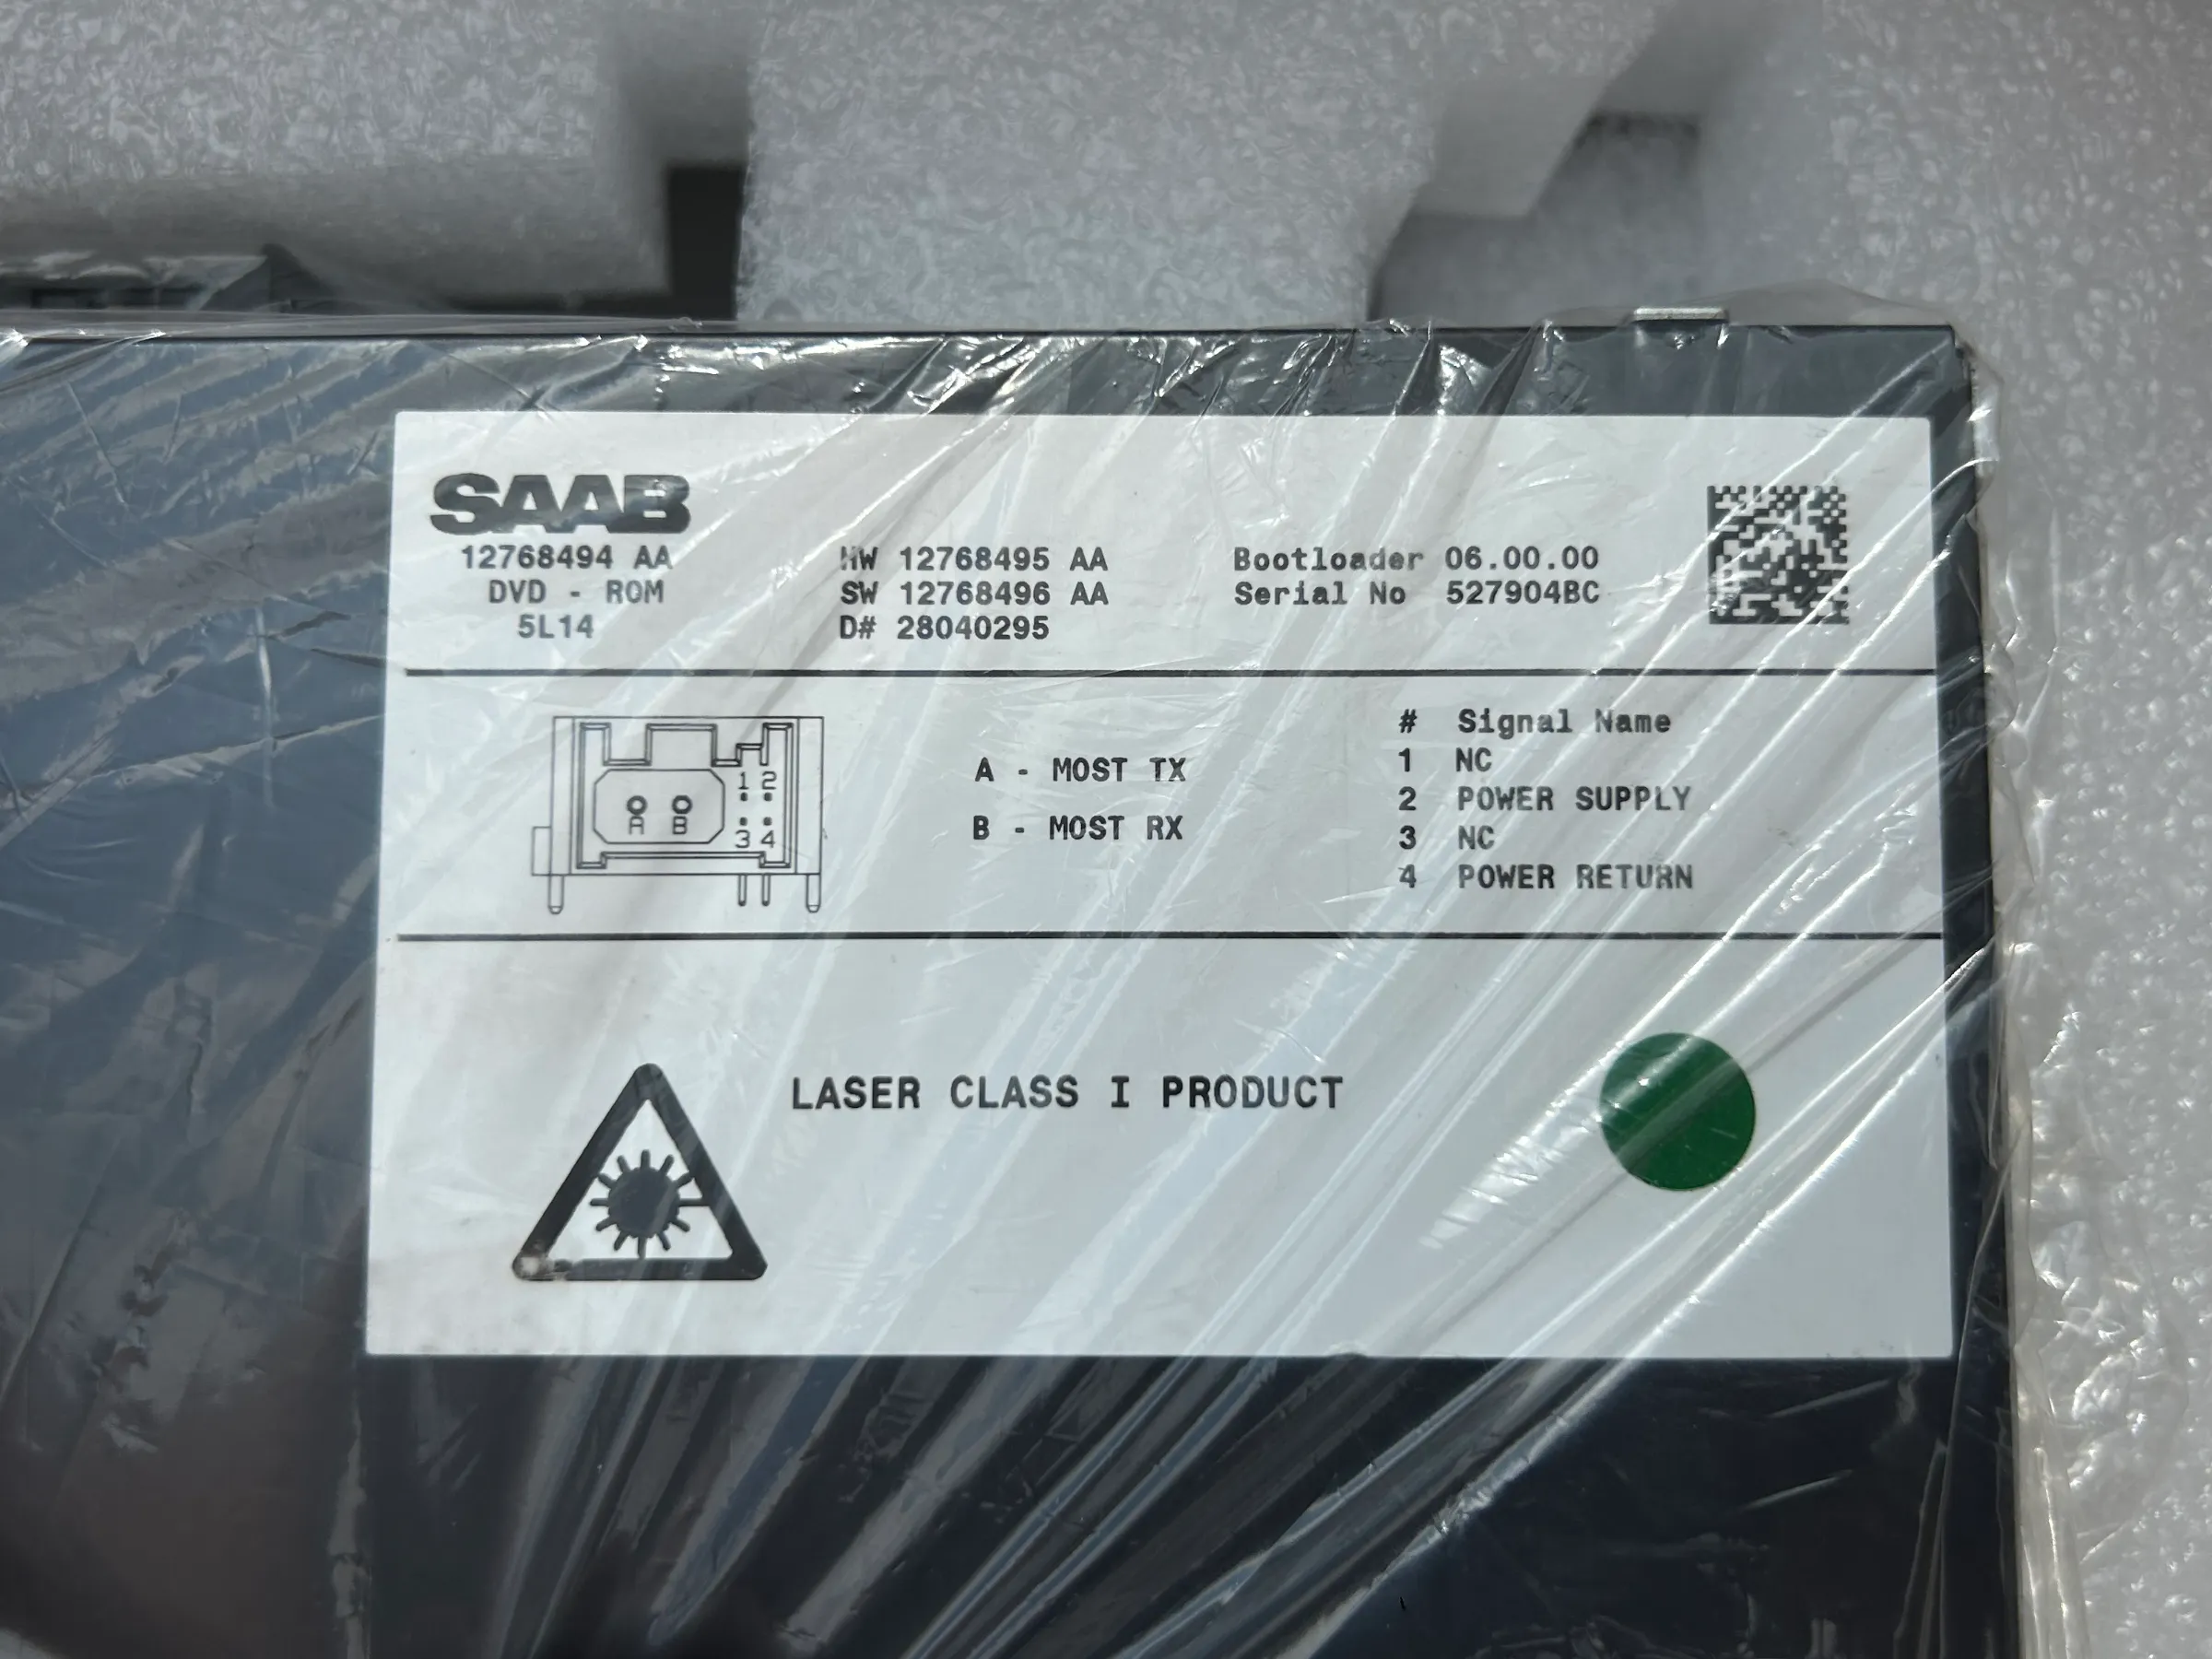 SAAB
12768494 AA
DVD - ROM
5L14
HW 12768495 AA
SW 12768496 AA
D# 28040295
Bootloader 06.00.00
Serial No 527904BC
1 2
A B
3 4
A - MOST TX
B - MOST RX
# Signal Name
1 NC
2 POWER SUPPLY
3 NC
4 POWER RETURN
LASER CLASS I PRODUCT